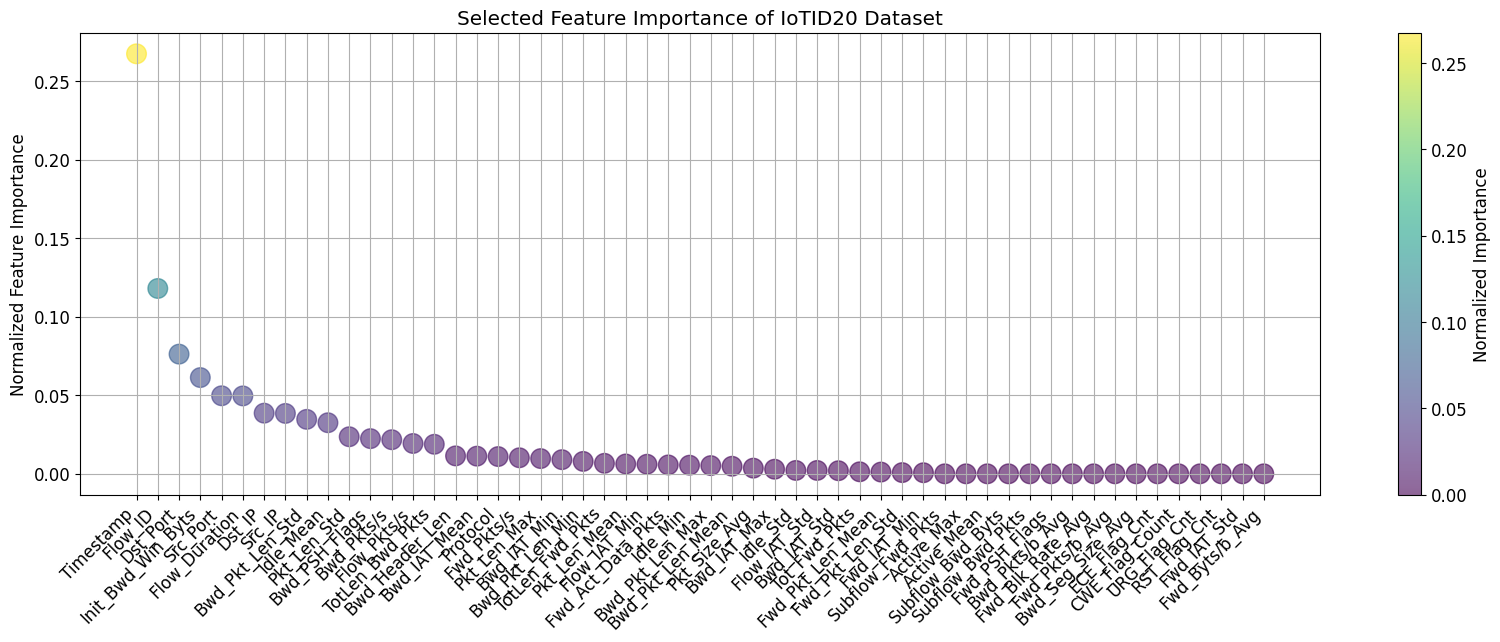 Selected Feature Importance of IoTID20 Dataset
Normalized Feature Importance
0.25
0.20
0.15
0.10
0.05
0.00
Timestamp
Flow_ID
Dst_Port
Init_Bwd_Win_Byts
Src_Port
Flow_Duration
Dst_IP
Src_IP
Bwd_Pkt_Len_Std
Idle_Mean
Pkt_Len_Std
Bwd_PSH_Flags
Bwd_Pkts/s
Flow_Pkts/s
TotLen_Bwd_Pkts
Bwd_Header_Len
Bwd_IAT_Mean
Protocol
Fwd_Pkts/s
Pkt_Len_Max
Bwd_IAT_Min
Bwd_Pkt_Len_Min
TotLen_Fwd_Pkts
Pkt_Len_Mean
Flow_IAT_Min
Fwd_Act_Data_Pkts
Idle_Min
Bwd_Pkt_Len_Max
Bwd_Pkt_Len_Mean
Pkt_Size_Avg
Bwd_IAT_Max
Idle_Std
Flow_IAT_Std
Bwd_IAT_Std
Tot_Fwd_Pkts
Fwd_Pkt_Len_Mean
Fwd_Pkt_Len_Std
Fwd_IAT_Min
Subflow_Fwd_Pkts
Active_Max
Active_Mean
Subflow_Bwd_Byts
Subflow_Bwd_Pkts
Fwd_PSH_Flags
Bwd_Pkts/b_Avg
Fwd_Blk_Rate_Avg
Fwd_Pkts/b_Avg
Bwd_Seg_Size_Avg
ECE_Flag_Cnt
CWE_Flag_Count
URG_Flag_Cnt
RST_Flag_Cnt
Fwd_IAT_Std
Fwd_Byts/b_Avg
0.25
0.20
0.15
0.10
0.05
0.00
Normalized Importance